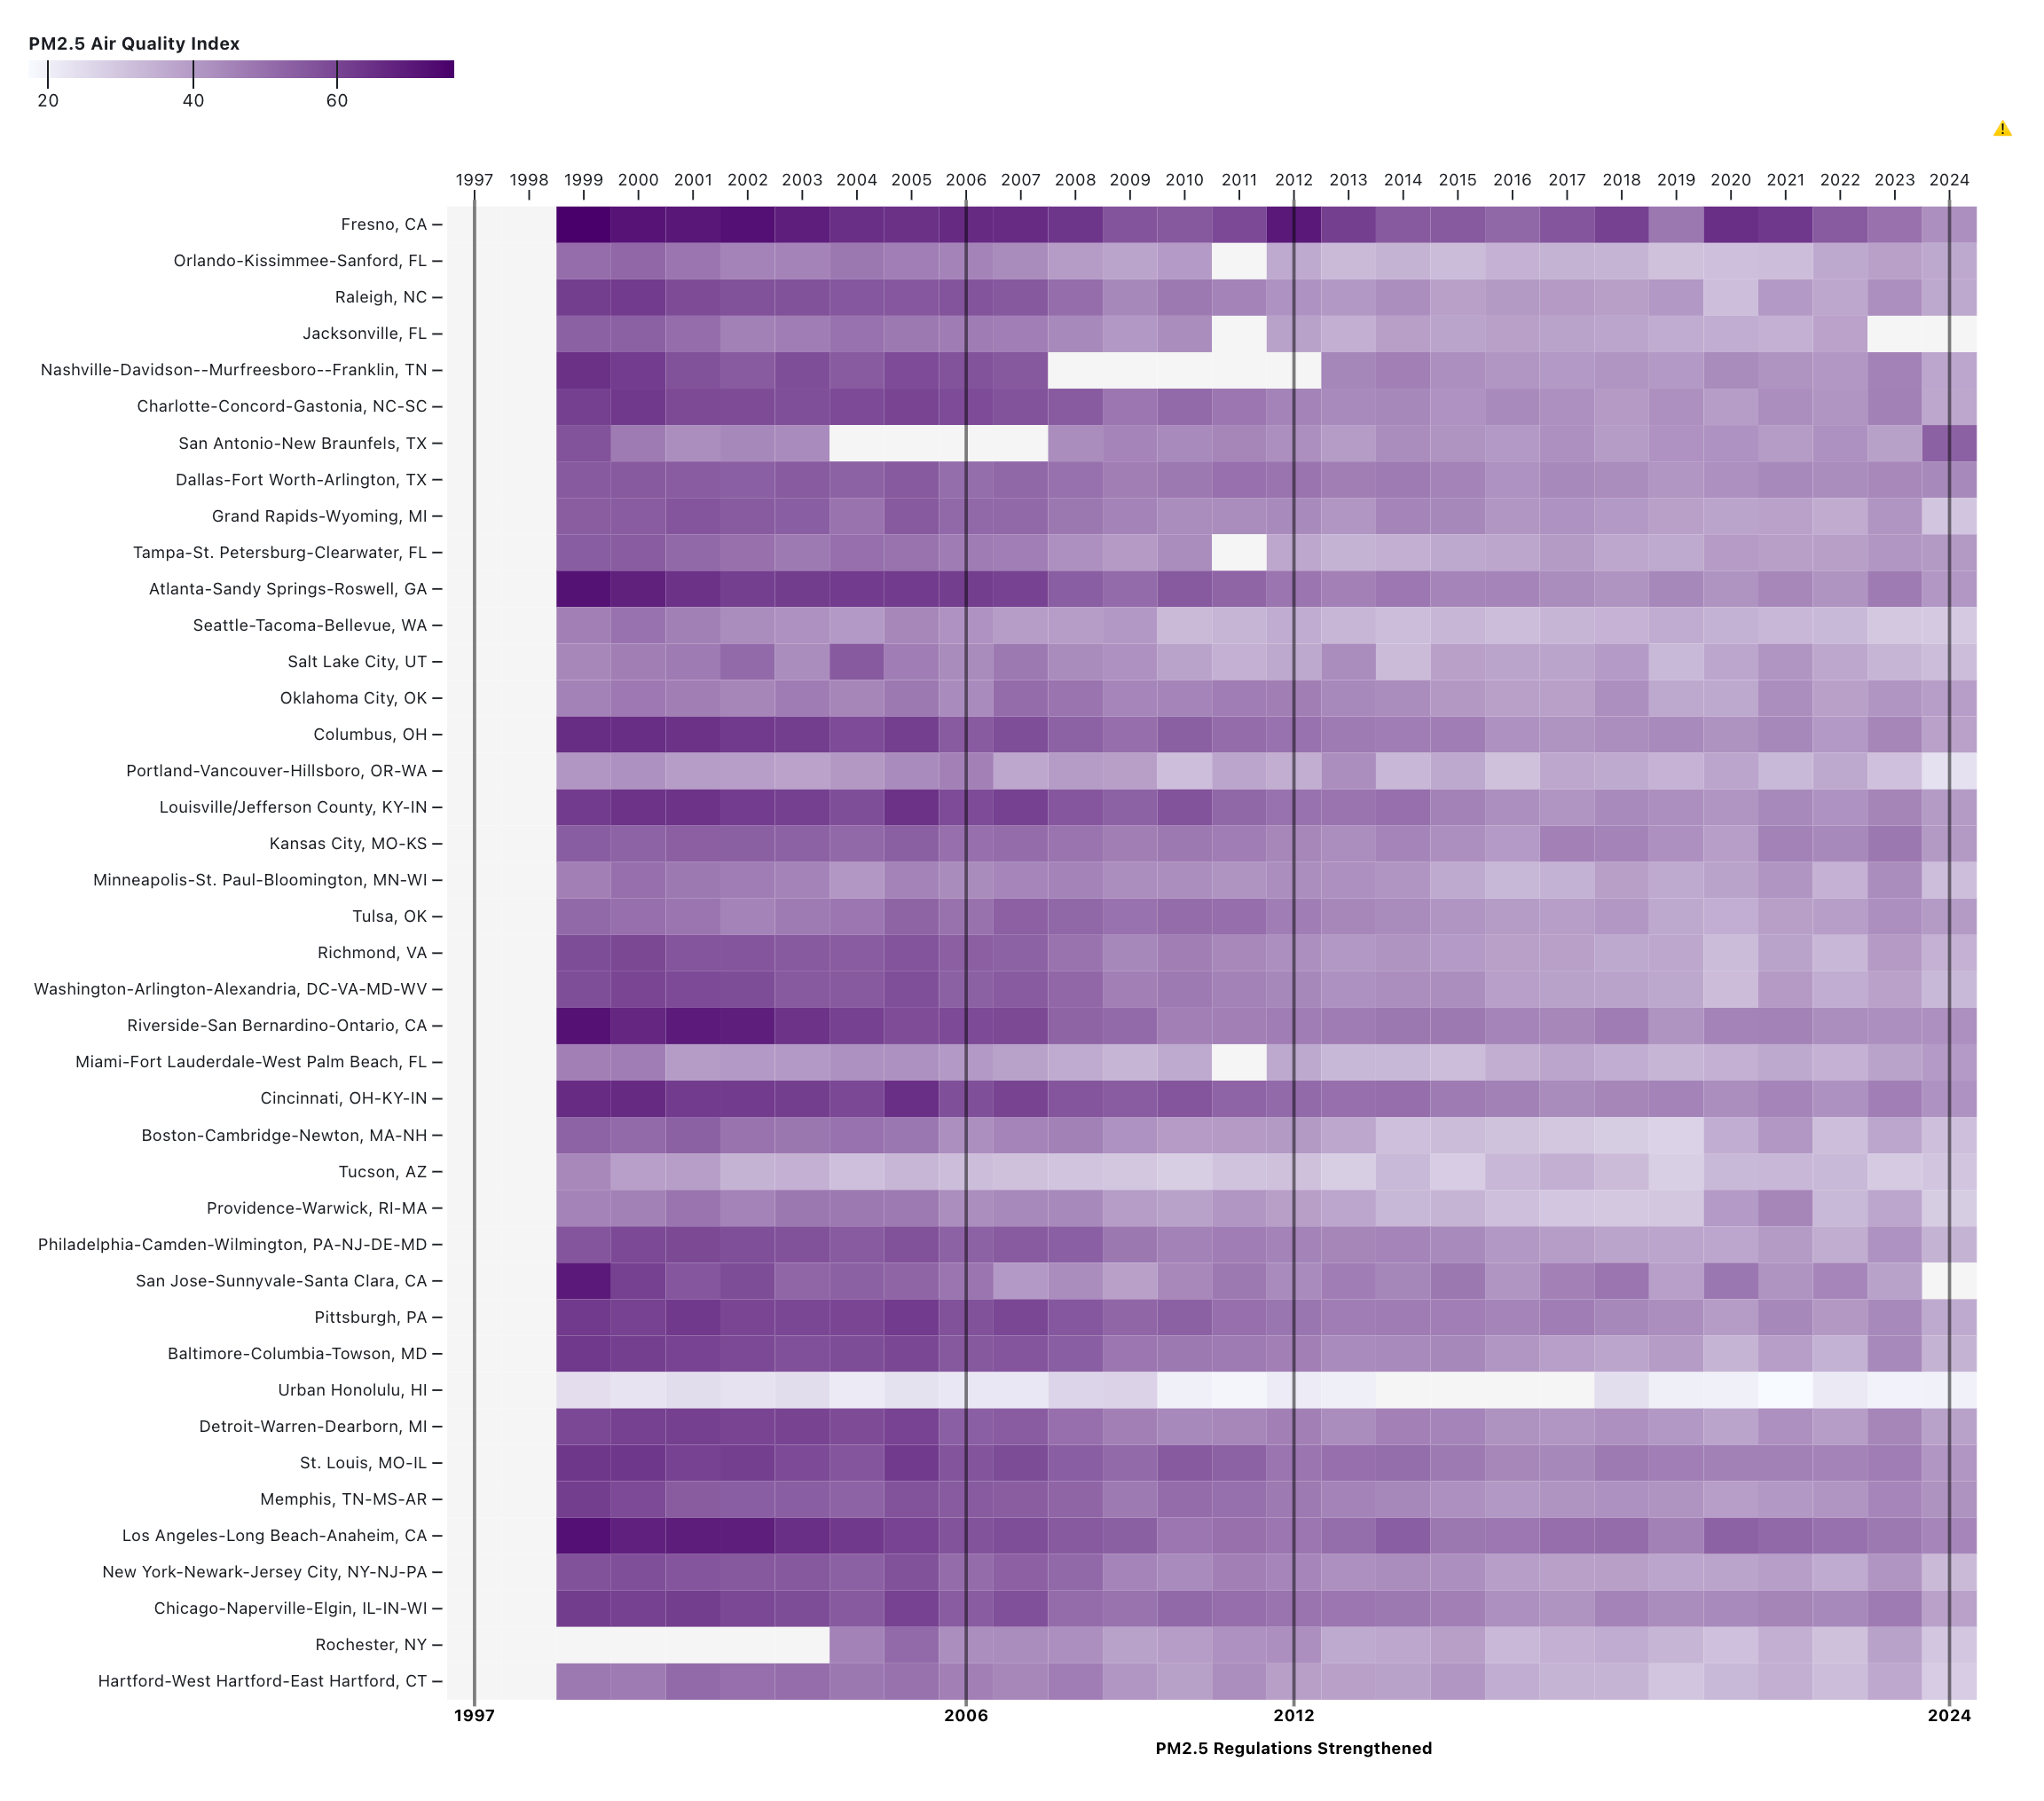 PM2.5 Air Quality Index
20 40 60
1997 1998 1999 2000 2001 2002 2003 2004 2005 2006 2007 2008 2009 2010 2011 2012 2013 2014 2015 2016 2017 2018 2019 2020 2021 2022 2023 2024
Fresno, CA
Orlando-Kissimmee-Sanford, FL
Raleigh, NC
Jacksonville, FL
Nashville-Davidson--Murfreesboro--Franklin, TN
Charlotte-Concord-Gastonia, NC-SC
San Antonio-New Braunfels, TX
Dallas-Fort Worth-Arlington, TX
Grand Rapids-Wyoming, MI
Tampa-St. Petersburg-Clearwater, FL
Atlanta-Sandy Springs-Roswell, GA
Seattle-Tacoma-Bellevue, WA
Salt Lake City, UT
Oklahoma City, OK
Columbus, OH
Portland-Vancouver-Hillsboro, OR-WA
Louisville/Jefferson County, KY-IN
Kansas City, MO-KS
Minneapolis-St. Paul-Bloomington, MN-WI
Tulsa, OK
Richmond, VA
Washington-Arlington-Alexandria, DC-VA-MD-WV
Riverside-San Bernardino-Ontario, CA
Miami-Fort Lauderdale-West Palm Beach, FL
Cincinnati, OH-KY-IN
Boston-Cambridge-Newton, MA-NH
Tucson, AZ
Providence-Warwick, RI-MA
Philadelphia-Camden-Wilmington, PA-NJ-DE-MD
San Jose-Sunnyvale-Santa Clara, CA
Pittsburgh, PA
Baltimore-Columbia-Towson, MD
Urban Honolulu, HI
Detroit-Warren-Dearborn, MI
St. Louis, MO-IL
Memphis, TN-MS-AR
Los Angeles-Long Beach-Anaheim, CA
New York-Newark-Jersey City, NY-NJ-PA
Chicago-Naperville-Elgin, IL-IN-WI
Rochester, NY
Hartford-West Hartford-East Hartford, CT
1997 2006 2012 2024
PM2.5 Regulations Strengthened